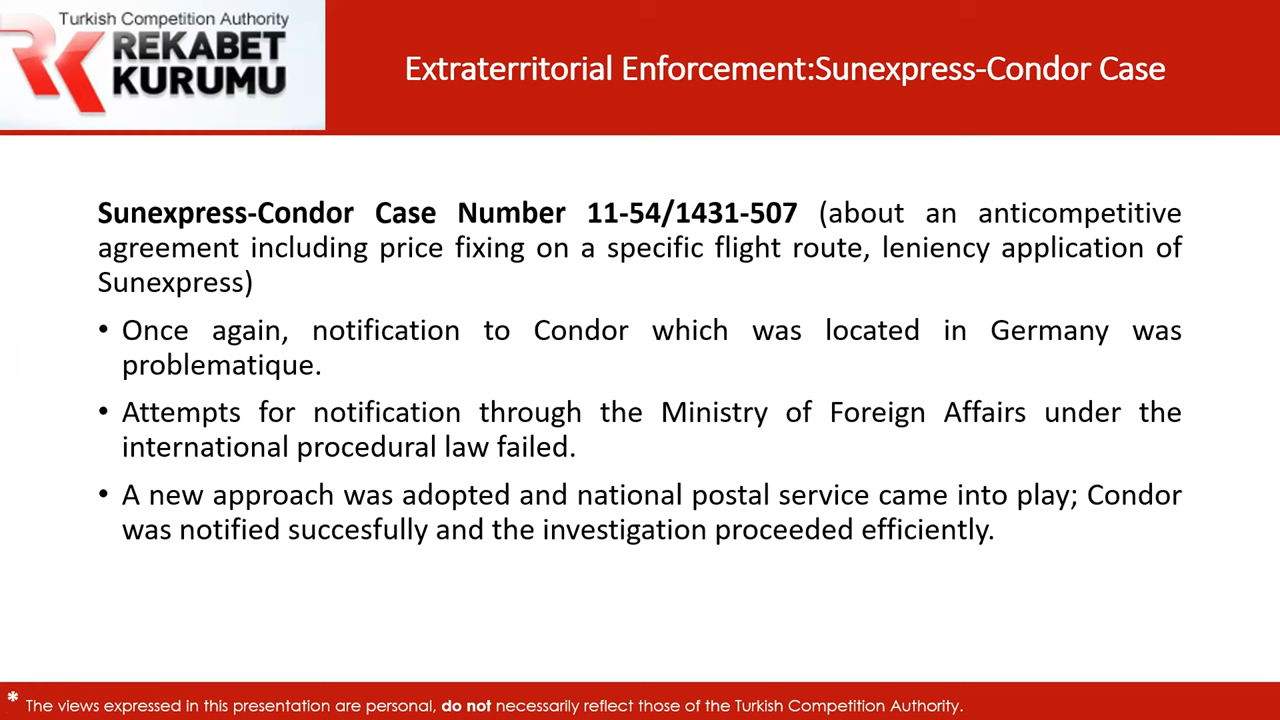 Turkish Competition Authority
REKABET
KURUMU
Extraterritorial Enforcement:Sunexpress-Condor Case
Sunexpress-Condor Case Number 11-54/1431-507 (about an anticompetitive
agreement including price fixing on a specific flight route, leniency application of
Sunexpress)
• Once again, notification to Condor which was located in Germany was
problematique.
• Attempts for notification through the Ministry of Foreign Affairs under the
international procedural law failed.
• A new approach was adopted and national postal service came into play; Condor
was notified succesfully and the investigation proceeded efficiently.
* The views expressed in this presentation are personal, do not necessarily reflect those of the Turkish Competition Authority.